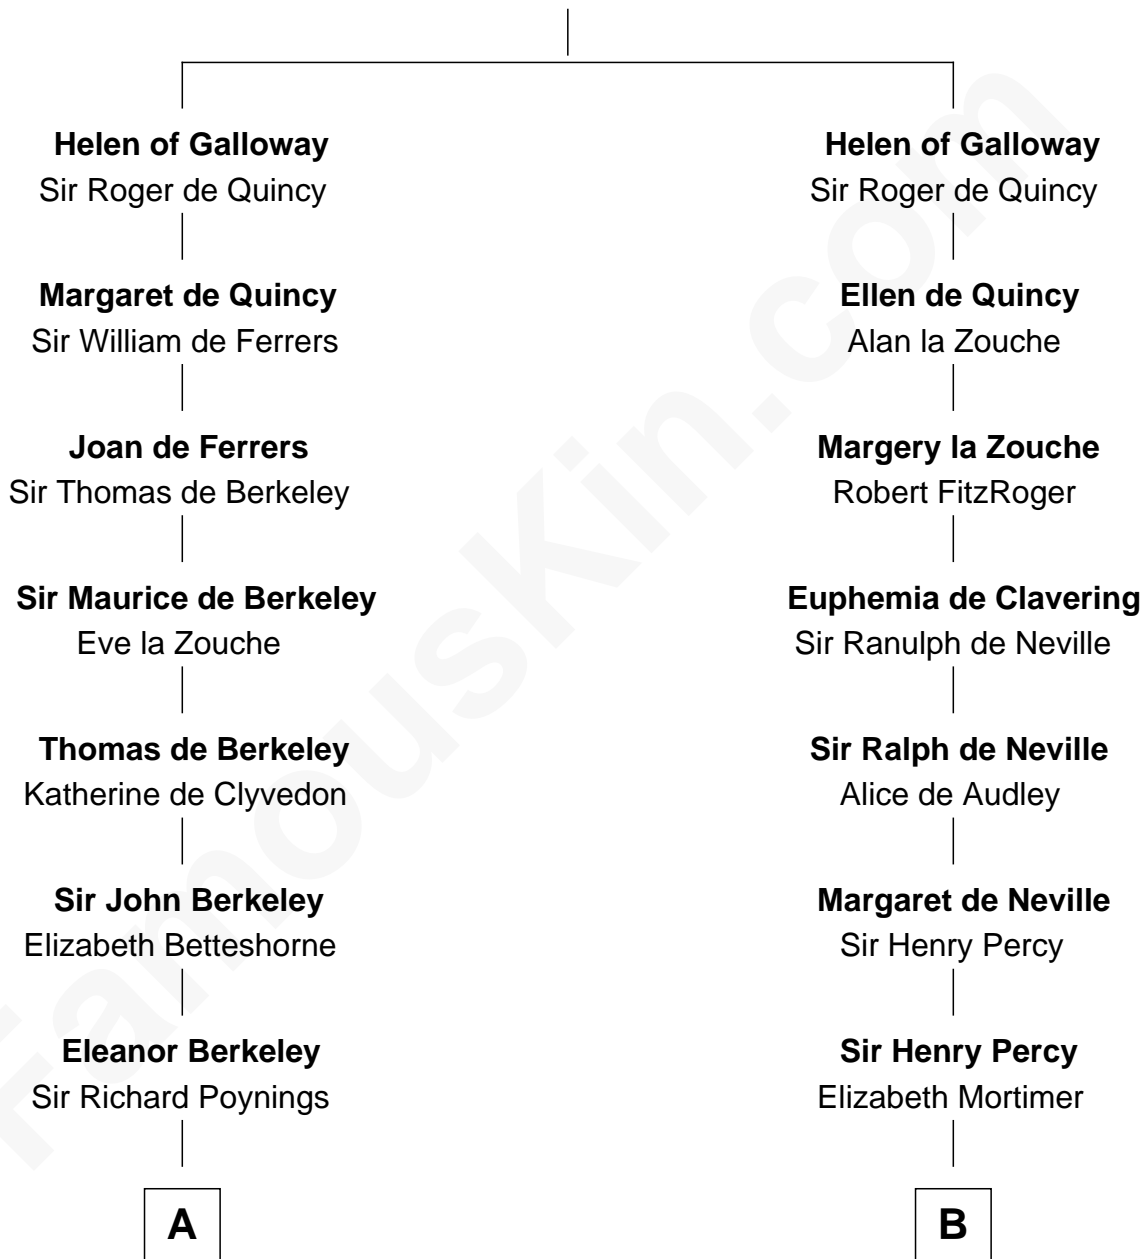 Helen of Galloway
Sir Roger de Quincy
Margaret de Quincy
Sir William de Ferrers
Joan de Ferrers
Sir Thomas de Berkeley
Sir Maurice de Berkeley
Eve la Zouche
Thomas de Berkeley
Katherine de Clyvedon
Sir John Berkeley
Elizabeth Betteshorne
Eleanor Berkeley
Sir Richard Poynings
A
Helen of Galloway
Sir Roger de Quincy
Ellen de Quincy
Alan la Zouche
Margery la Zouche
Robert FitzRoger
Euphemia de Clavering
Sir Ranulph de Neville
Sir Ralph de Neville
Alice de Audley
Margaret de Neville
Sir Henry Percy
Sir Henry Percy
Elizabeth Mortimer
B
FamousKin.com